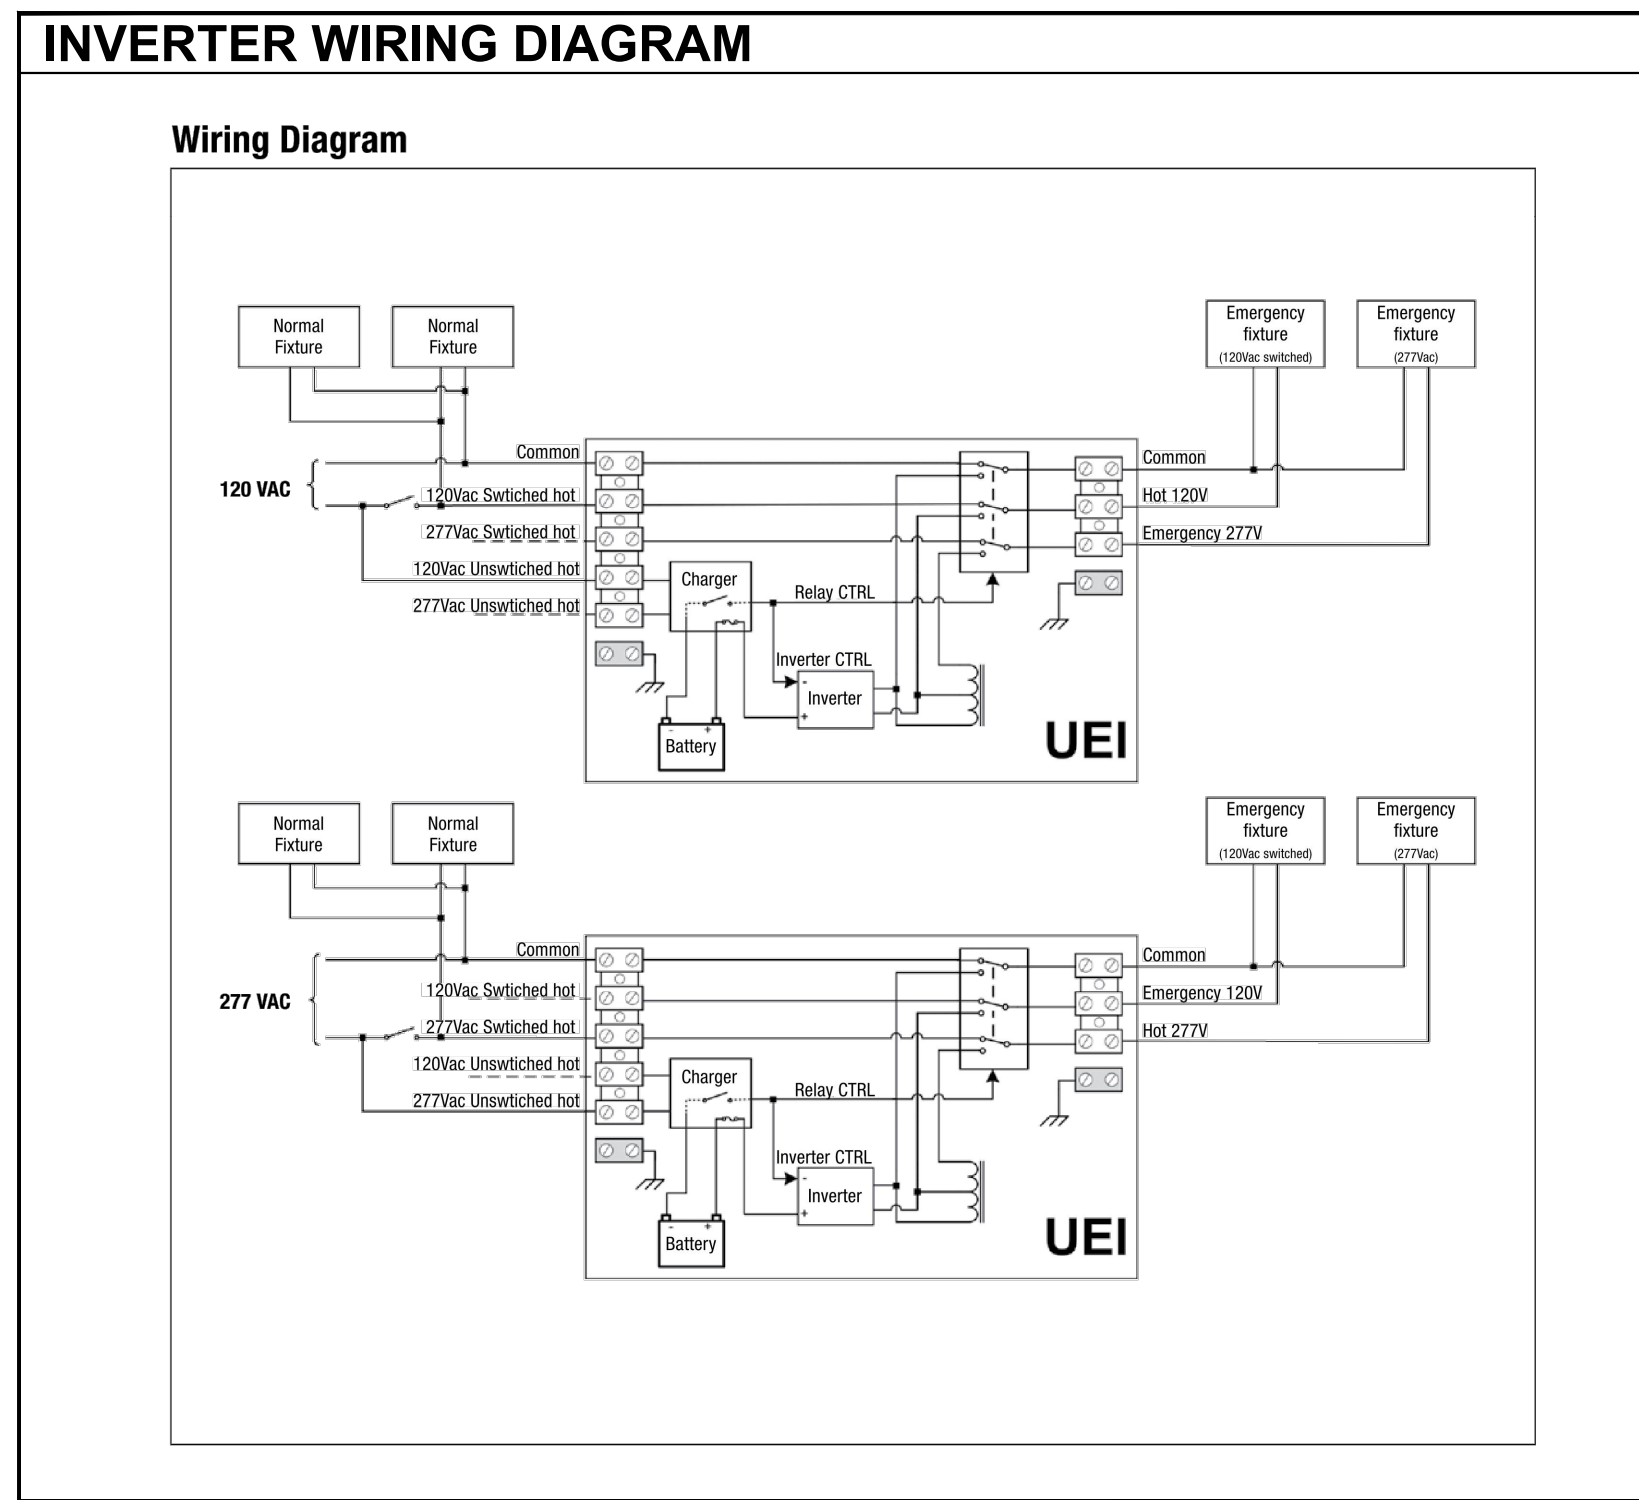 INVERTER WIRING DIAGRAM
Wiring Diagram
Normal
Fixture
Normal
Fixture
Emergency
fixture
(120Vac switched)
Emergency
fixture
(277Vac)
120 VAC
Common
120Vac Swtiched hot
277Vac Swtiched hot
120Vac Unswtiched hot
277Vac Unswtiched hot
Charger
Relay CTRL
Inverter CTRL
-
Inverter
+
- +
Battery
Common
Hot 120V
Emergency 277V
UEI
Normal
Fixture
Normal
Fixture
Emergency
fixture
(120Vac switched)
Emergency
fixture
(277Vac)
277 VAC
Common
120Vac Swtiched hot
277Vac Swtiched hot
120Vac Unswtiched hot
277Vac Unswtiched hot
Charger
Relay CTRL
Inverter CTRL
-
Inverter
+
- +
Battery
Common
Emergency 120V
Hot 277V
UEI